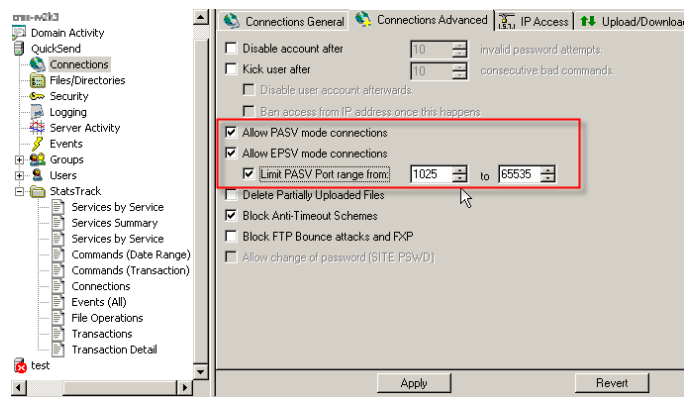 Domain Activity
QuickSend
Connections
Files/Directories
Security
Logging
Server Activity
Events
Groups
Users
StatsTrack
Services by Service
Services Summary
Services by Service
Commands (Date Range)
Commands (Transaction)
Connections
Events (All)
File Operations
Transactions
Transaction Detail
test
Connections General Connections Advanced IP Access Upload/Download
Disable account after 10 invalid password attempts.
Kick user after 10 consecutive bad commands.
Disable user account afterwards.
Ban access from IP address once this happens
Allow PASV mode connections
Allow EPSV mode connections
Limit PASV Port range from: 1025 to 65535
Delete Partially Uploaded Files
Block Anti-Timeout Schemes
Block FTP Bounce attacks and FXP
Allow change of password (SITE PSWD)
Apply Revert